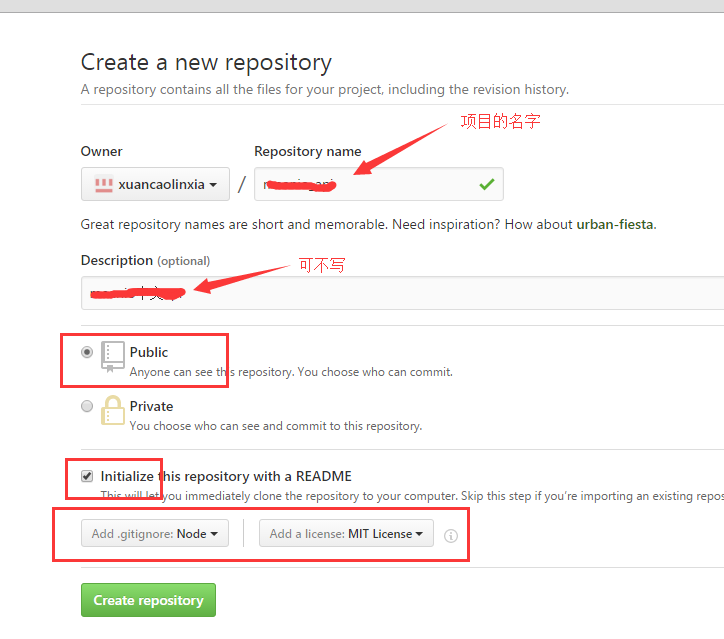 Create a new repository
A repository contains all the files for your project, including the revision history.
项目的名字
Owner
Repository name
xuancaolinxia
/
Great repository names are short and memorable. Need inspiration? How about urban-fiesta.
Description (optional)
可不写
Public
Anyone can see this repository. You choose who can commit.
Private
You choose who can see and commit to this repository.
Initialize this repository with a README
This will let you immediately clone the repository to your computer. Skip this step if you're importing an existing repos
Add .gitignore: Node
Add a license: MIT License
Create repository